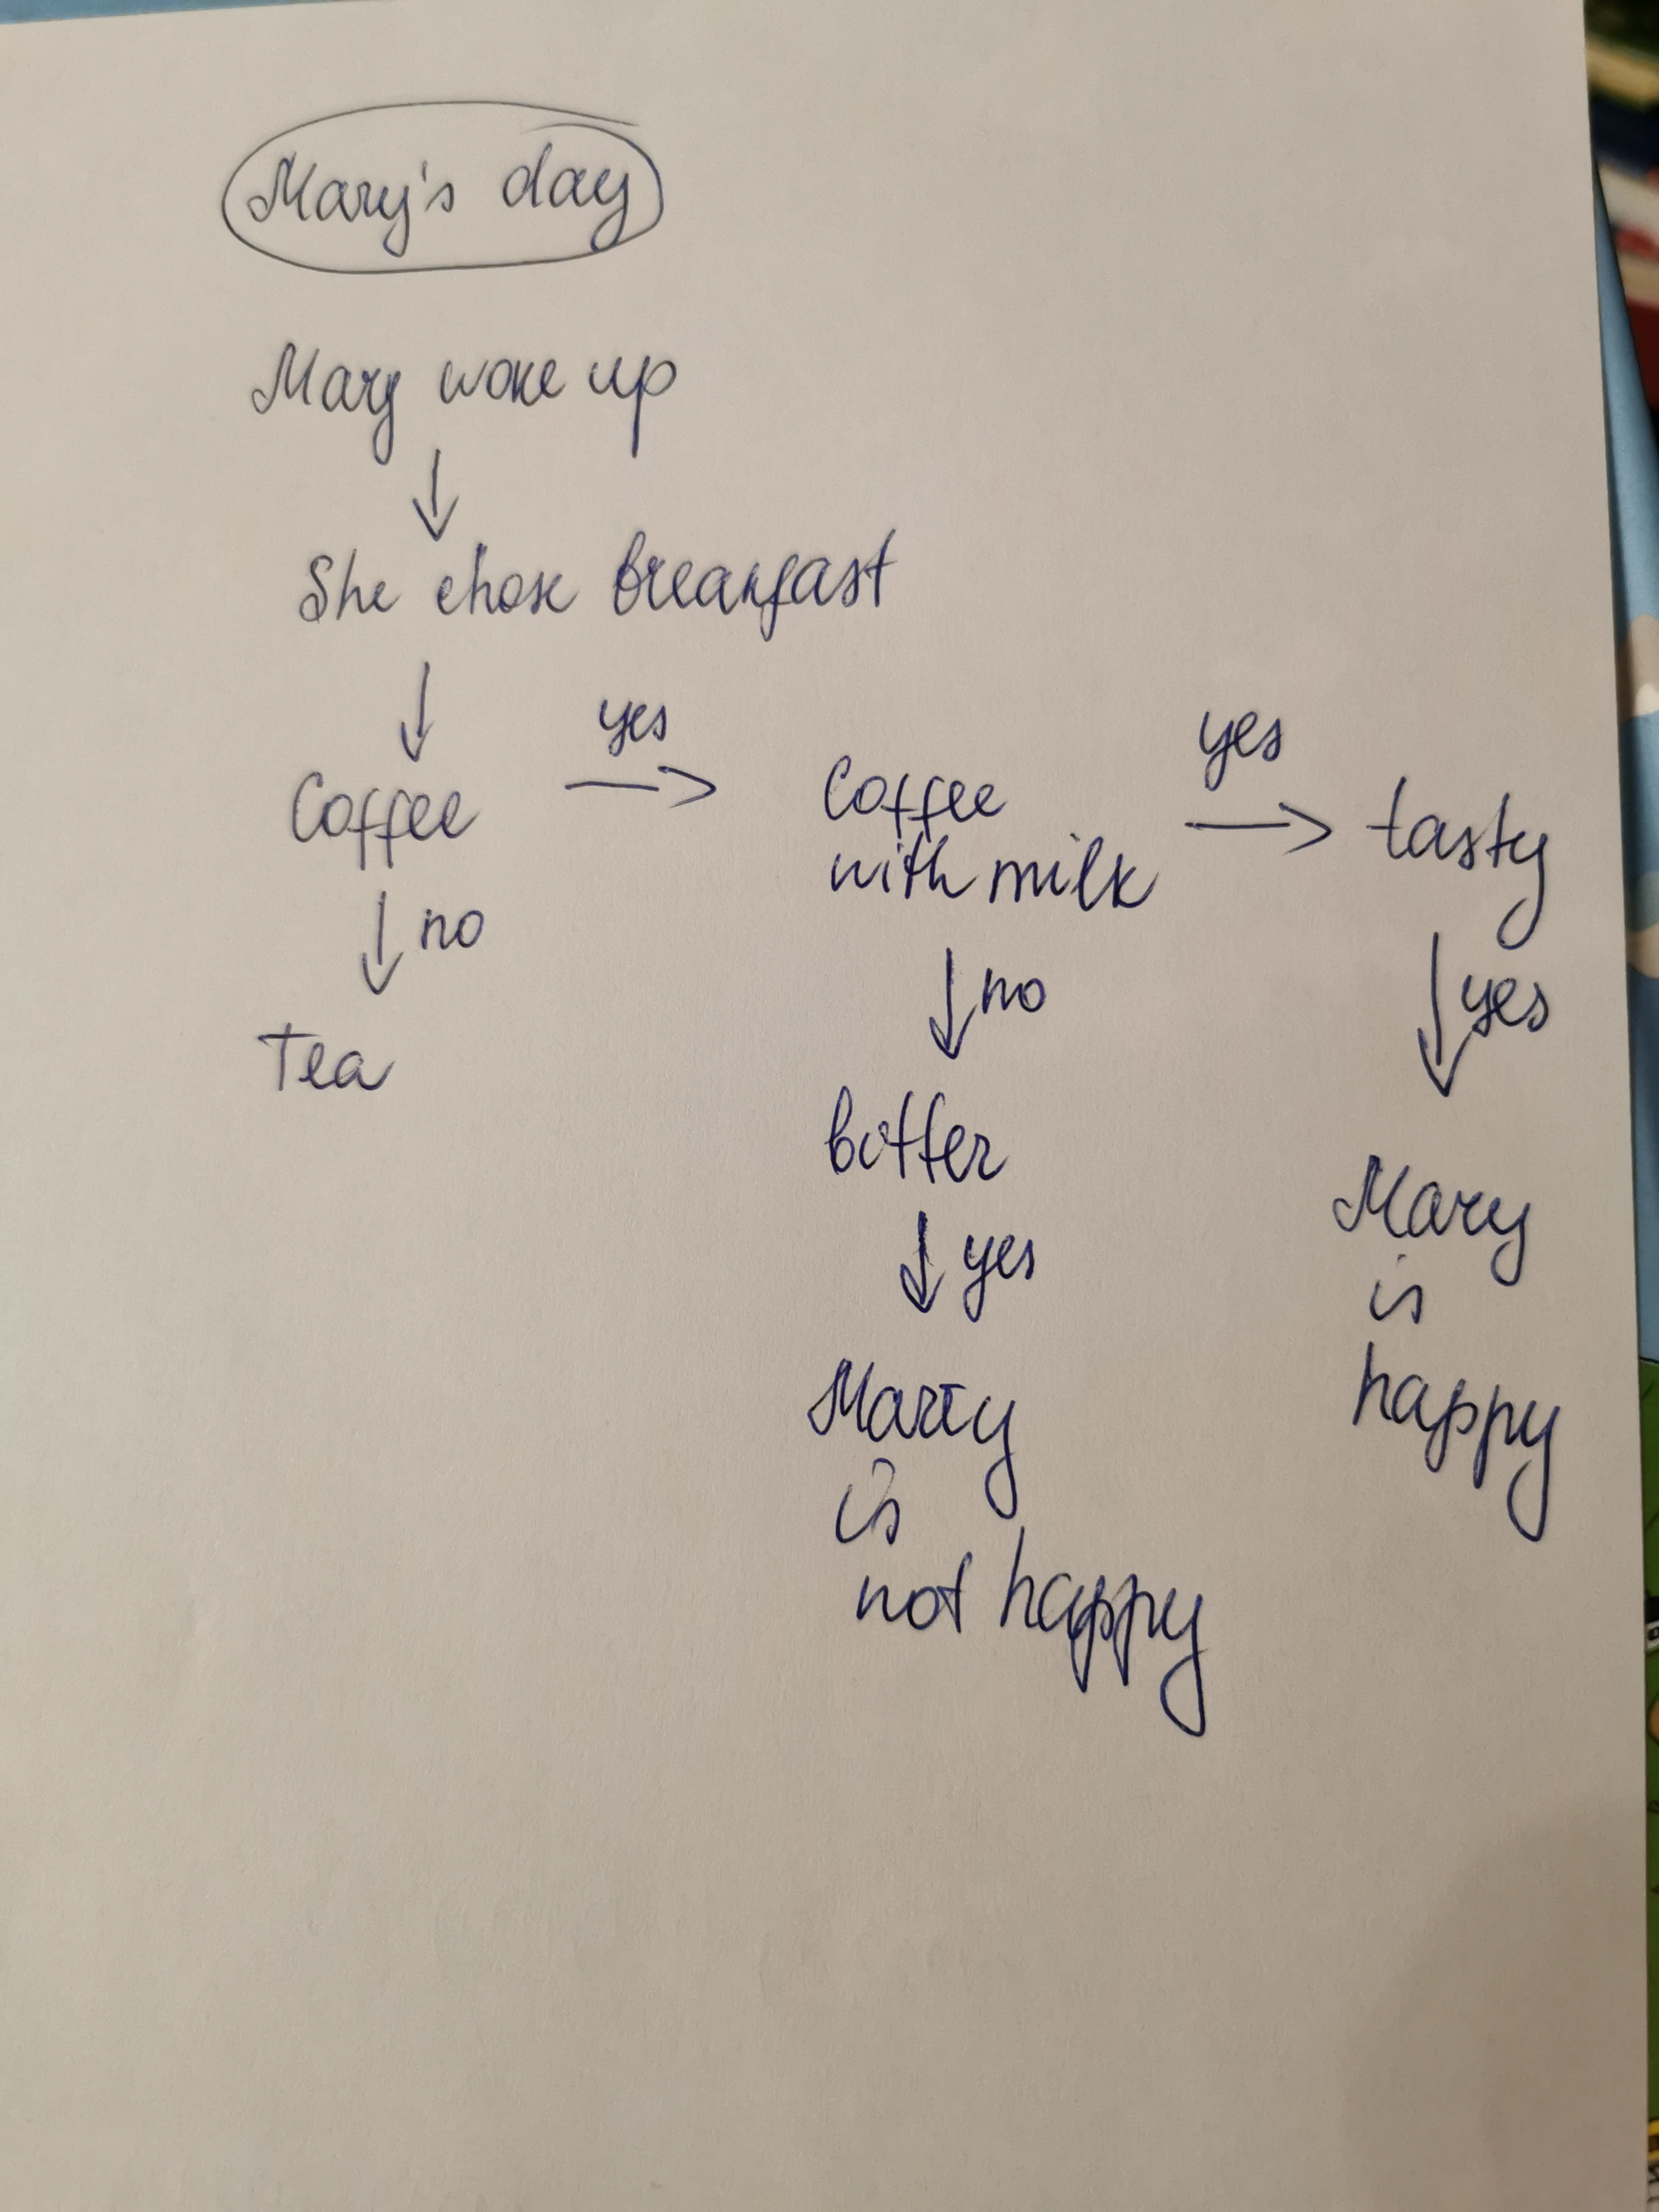 Mary's day
Mary woke up
She chose breakfast
yes
yes
Coffee
Coffee
with milk
tasty
no
no
yes
Tea
bitter
yes
Mary
is
happy
Mary
is
not happy